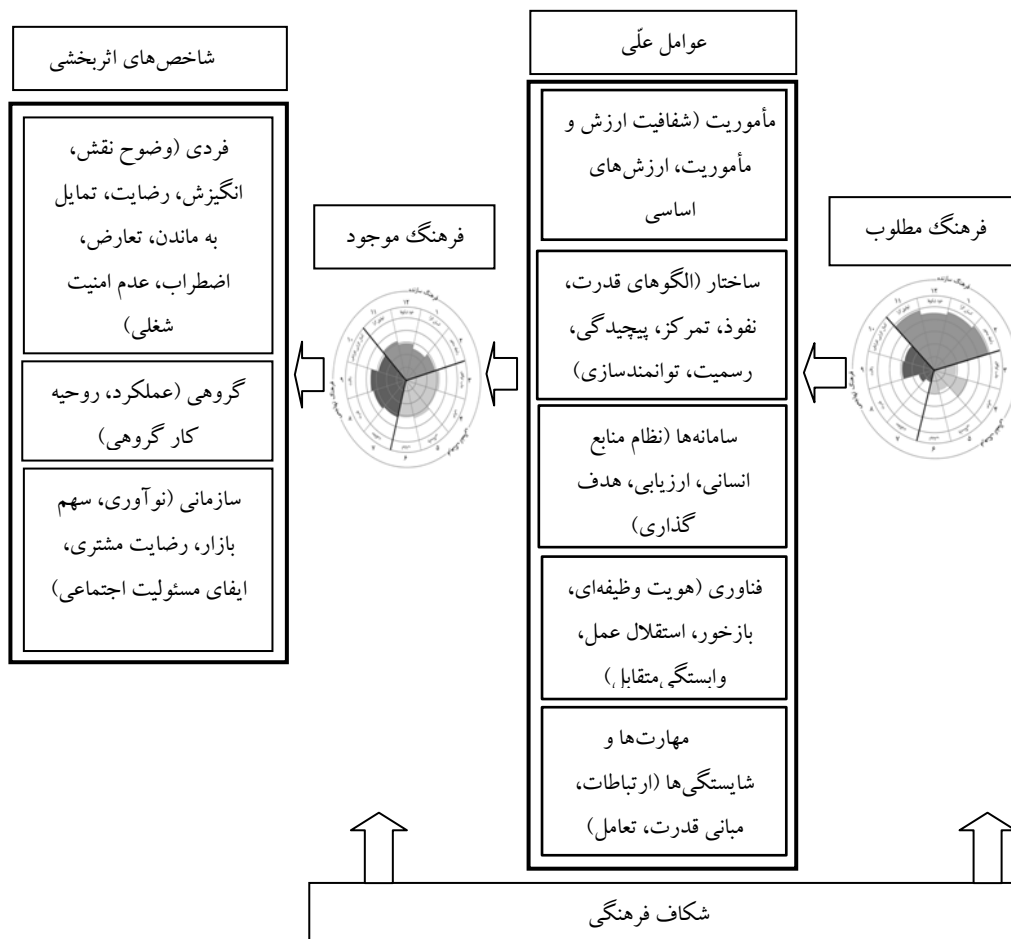 عوامل علّی
شاخص‌های اثربخشی
مأموریت (شفافیت ارزش و
مأموریت، ارزش‌های
اساسی
ساختار (الگوهای قدرت،
نفوذ، تمرکز، پیچیدگی،
رسمیت، توانمندسازی)
سامانه‌ها (نظام منابع
انسانی، ارزیابی، هدف
گذاری)
فناوری (هویت وظیفه‌ای،
بازخور، استقلال عمل،
وابستگی‌متقابل)
مهارت‌ها و
شایستگی‌ها (ارتباطات،
مبانی قدرت، تعامل)
فرهنگ مطلوب
فرهنگ موجود
فردی (وضوح نقش،
انگیزش، رضایت، تمایل
به ماندن، تعارض،
اضطراب، عدم امنیت
شغلی)
گروهی (عملکرد، روحیه
کار گروهی)
سازمانی (نوآوری، سهم
بازار، رضایت مشتری،
ایفای مسئولیت اجتماعی)
شکاف فرهنگی